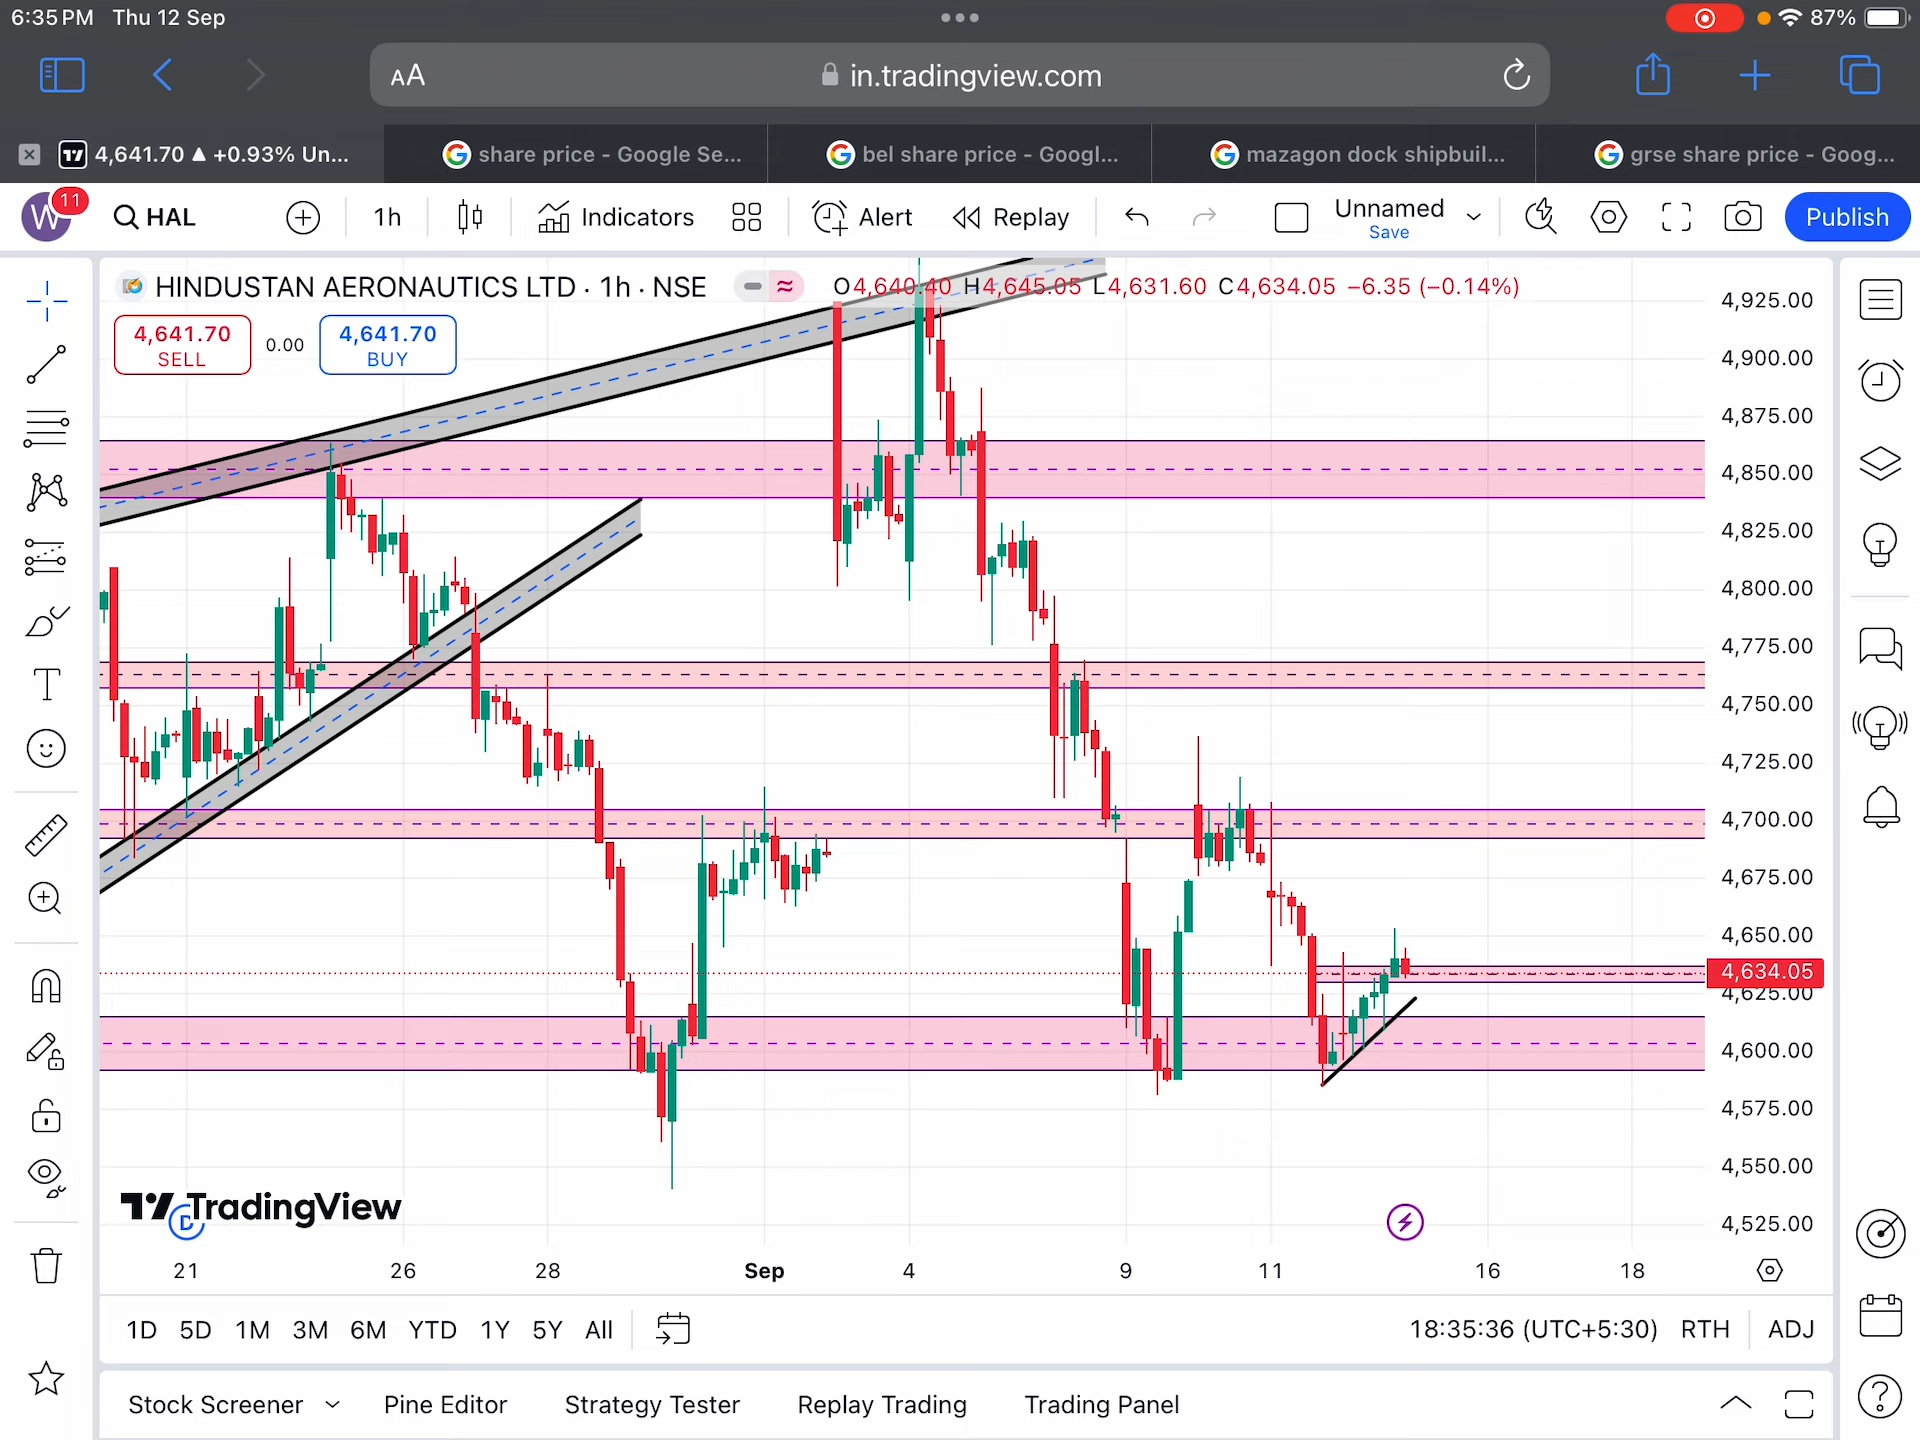 6:35 PM Thu 12 Sep
87%
AA in.tradingview.com
4,641.70 ▲ +0.93% Un...
share price - Google Se...
bel share price - Googl...
mazagon dock shipbuil...
grse share price - Goog...
W 11 HAL 1h Indicators Alert Replay Unnamed Save Publish
HINDUSTAN AERONAUTICS LTD · 1h · NSE O4,640.40 H4,645.05 L4,631.60 C4,634.05 −6.35 (−0.14%)
4,641.70 SELL 0.00 4,641.70 BUY
4,925.00
4,900.00
4,875.00
4,850.00
4,825.00
4,800.00
4,775.00
4,750.00
4,725.00
4,700.00
4,675.00
4,650.00
4,634.05
4,625.00
4,600.00
4,575.00
4,550.00
4,525.00
TradingView
D
21 26 28 Sep 4 9 11 16 18
1D 5D 1M 3M 6M YTD 1Y 5Y All 18:35:36 (UTC+5:30) RTH ADJ
Stock Screener Pine Editor Strategy Tester Replay Trading Trading Panel